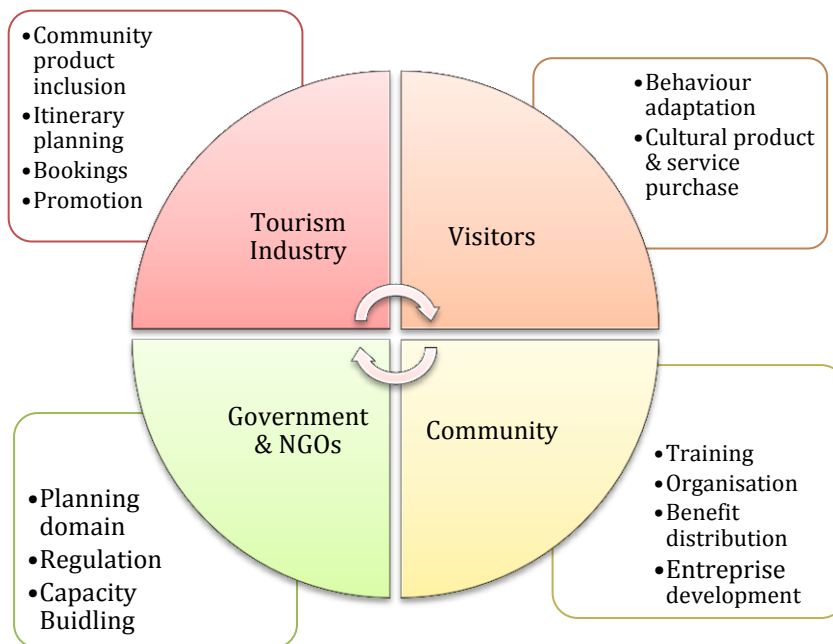 •Community
product
inclusion
•Itinerary
planning
•Bookings
•Promotion
•Behaviour
adaptation
•Cultural product
& service
purchase
Tourism
Industry
Visitors
Government
& NGOs
Community
•Planning
domain
•Regulation
•Capacity
Buidling
•Training
•Organisation
•Benefit
distribution
•Entreprise
development